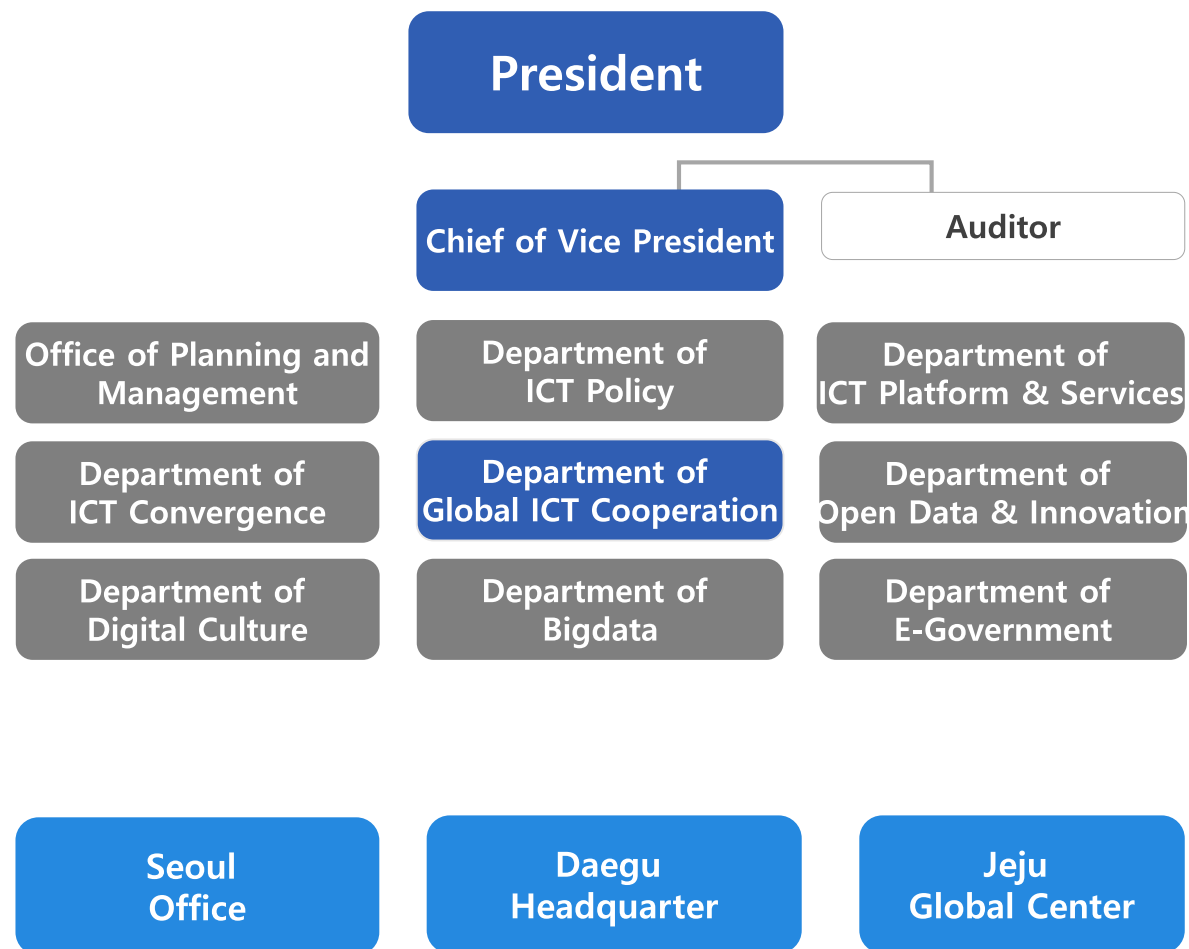 President
Chief of Vice President
Auditor
Office of Planning and
Management
Department of
ICT Policy
Department of
ICT Platform & Services
Department of
ICT Convergence
Department of
Global ICT Cooperation
Department of
Open Data & Innovation
Department of
Digital Culture
Department of
Bigdata
Department of
E-Government
Seoul
Office
Daegu
Headquarter
Jeju
Global Center